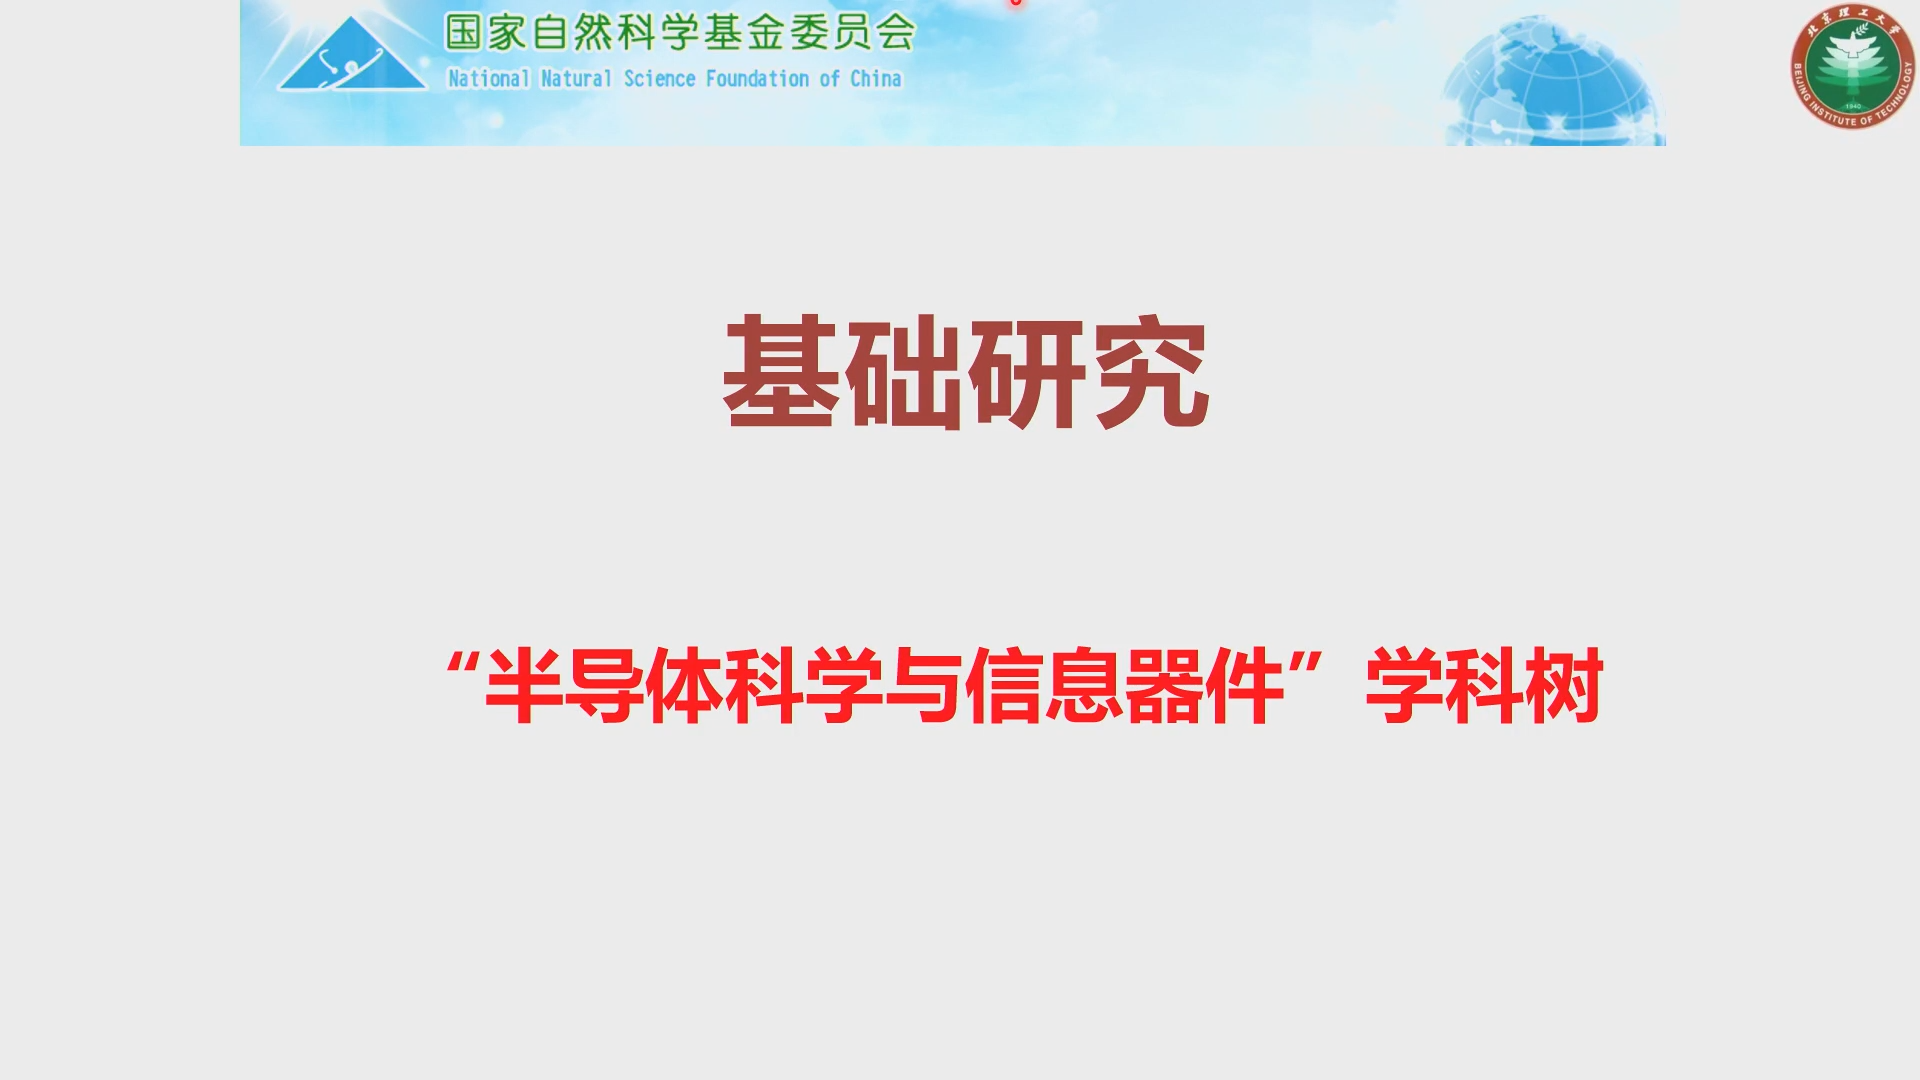 国家自然科学基金委员会
National Natural Science Foundation of China
北京理工大学
BEIJING INSTITUTE OF TECHNOLOGY
1940
基础研究
“半导体科学与信息器件”学科树